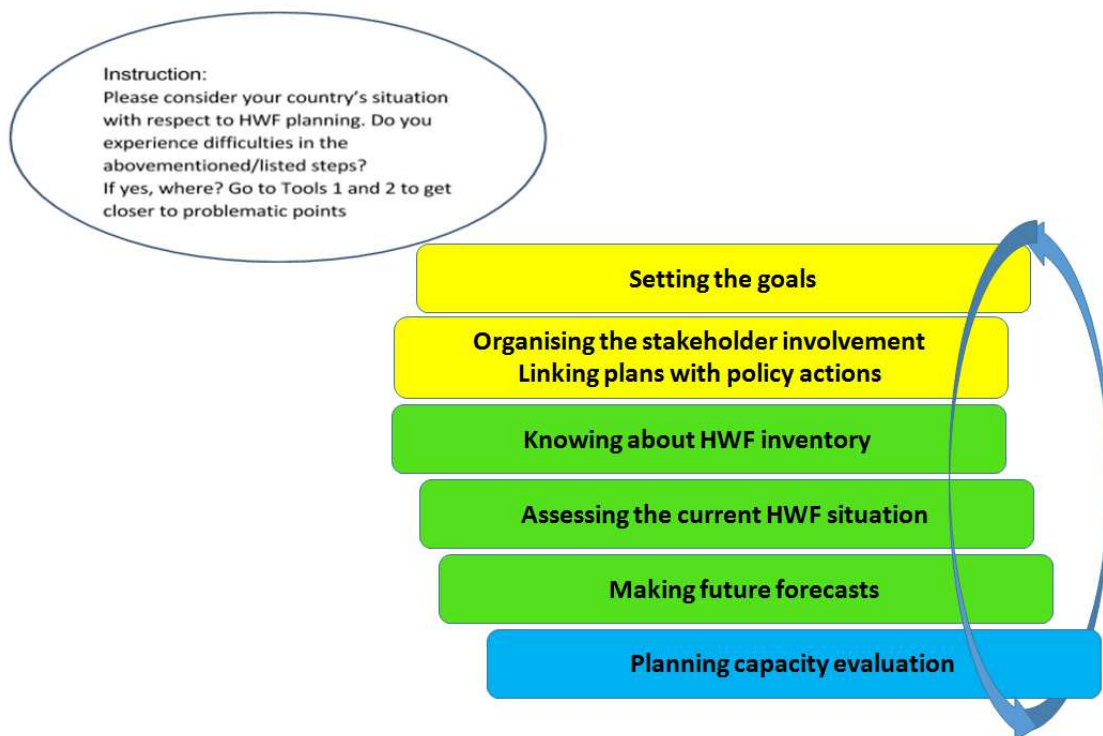 Instruction:
Please consider your country's situation
with respect to HWF planning. Do you
experience difficulties in the
abovementioned/listed steps?
If yes, where? Go to Tools 1 and 2 to get
closer to problematic points
Setting the goals
Organising the stakeholder involvement
Linking plans with policy actions
Knowing about HWF inventory
Assessing the current HWF situation
Making future forecasts
Planning capacity evaluation